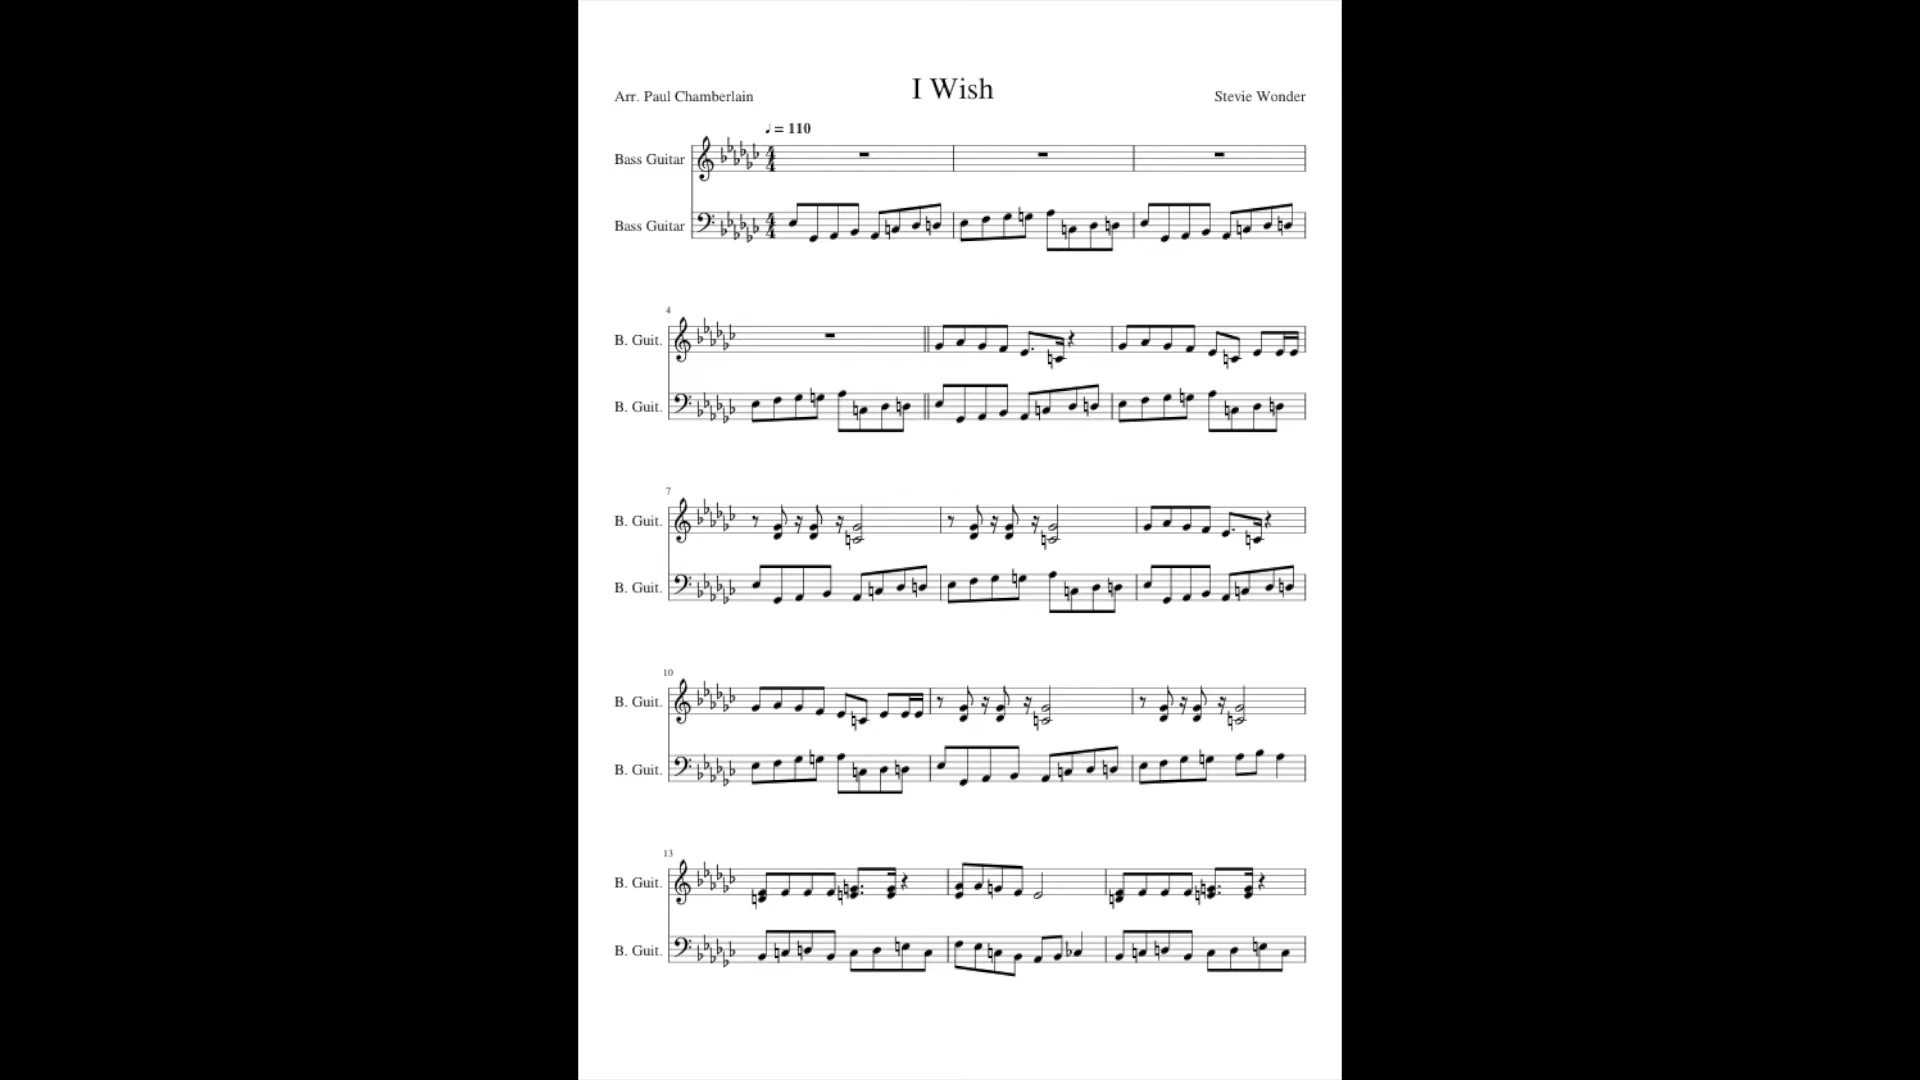 I Wish
Arr. Paul Chamberlain
Stevie Wonder
♩ = 110
Bass Guitar
Bass Guitar
4
B. Guit.
B. Guit.
7
B. Guit.
B. Guit.
10
B. Guit.
B. Guit.
13
B. Guit.
B. Guit.